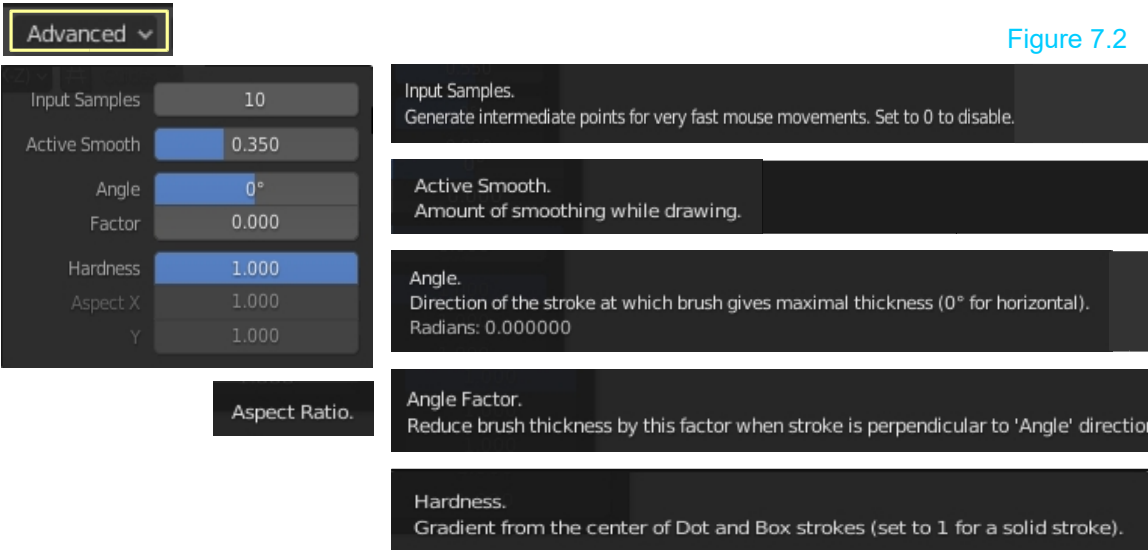 Advanced
Figure 7.2
Input Samples 10
Active Smooth 0.350
Angle 0°
Factor 0.000
Hardness 1.000
Aspect X 1.000
Y 1.000
Aspect Ratio.
Input Samples.
Generate intermediate points for very fast mouse movements. Set to 0 to disable.
Active Smooth.
Amount of smoothing while drawing.
Angle.
Direction of the stroke at which brush gives maximal thickness (0° for horizontal).
Radians: 0.000000
Angle Factor.
Reduce brush thickness by this factor when stroke is perpendicular to 'Angle' direction
Hardness.
Gradient from the center of Dot and Box strokes (set to 1 for a solid stroke).